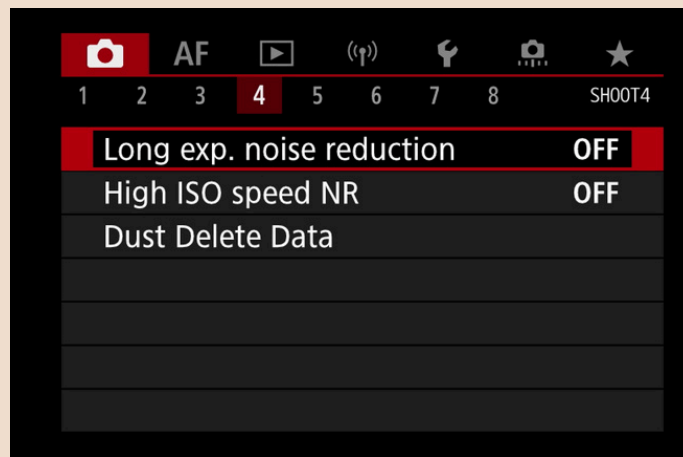 AF
1 2 3 4 5 6 7 8 SHOOT4
Long exp. noise reduction OFF
High ISO speed NR OFF
Dust Delete Data